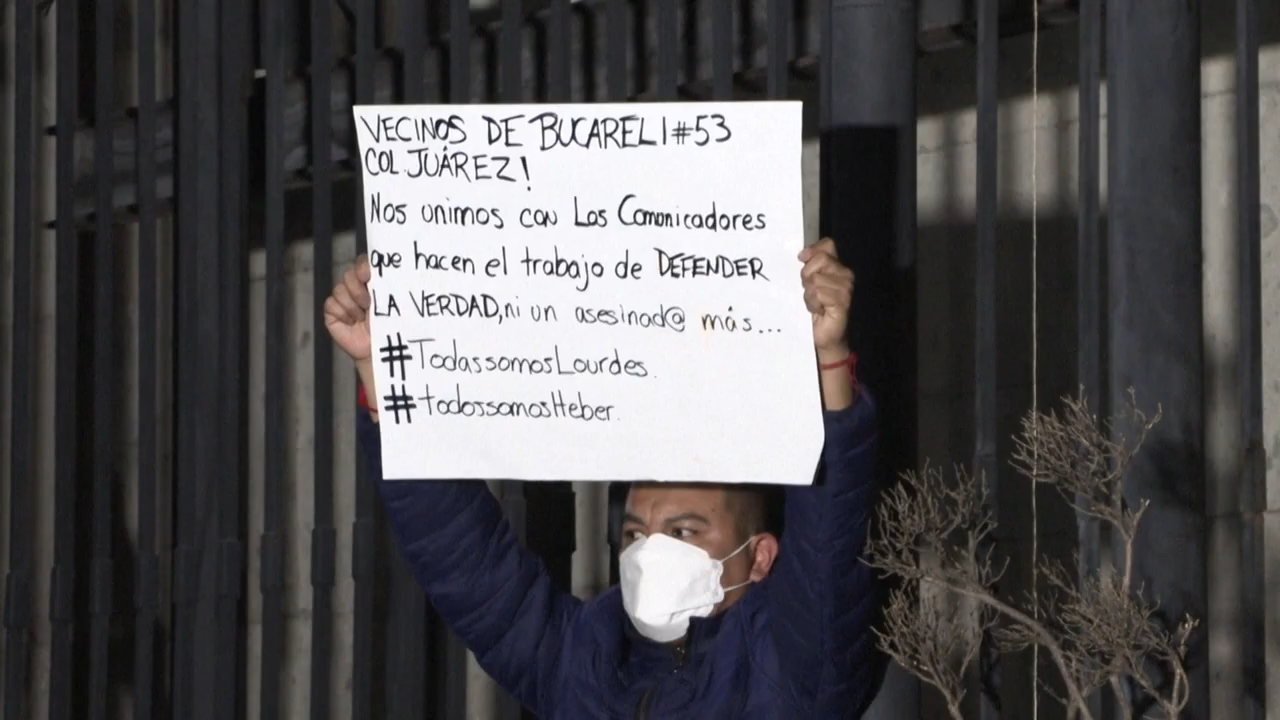 VECINOS DE BUCARELI #53
COL. JUÁREZ!
Nos unimos con Los Comunicadores
que hacen el trabajo de DEFENDER
LA VERDAD, ni un asesinad@ más...
#TodassomosLourdes.
#todossomosHeber.